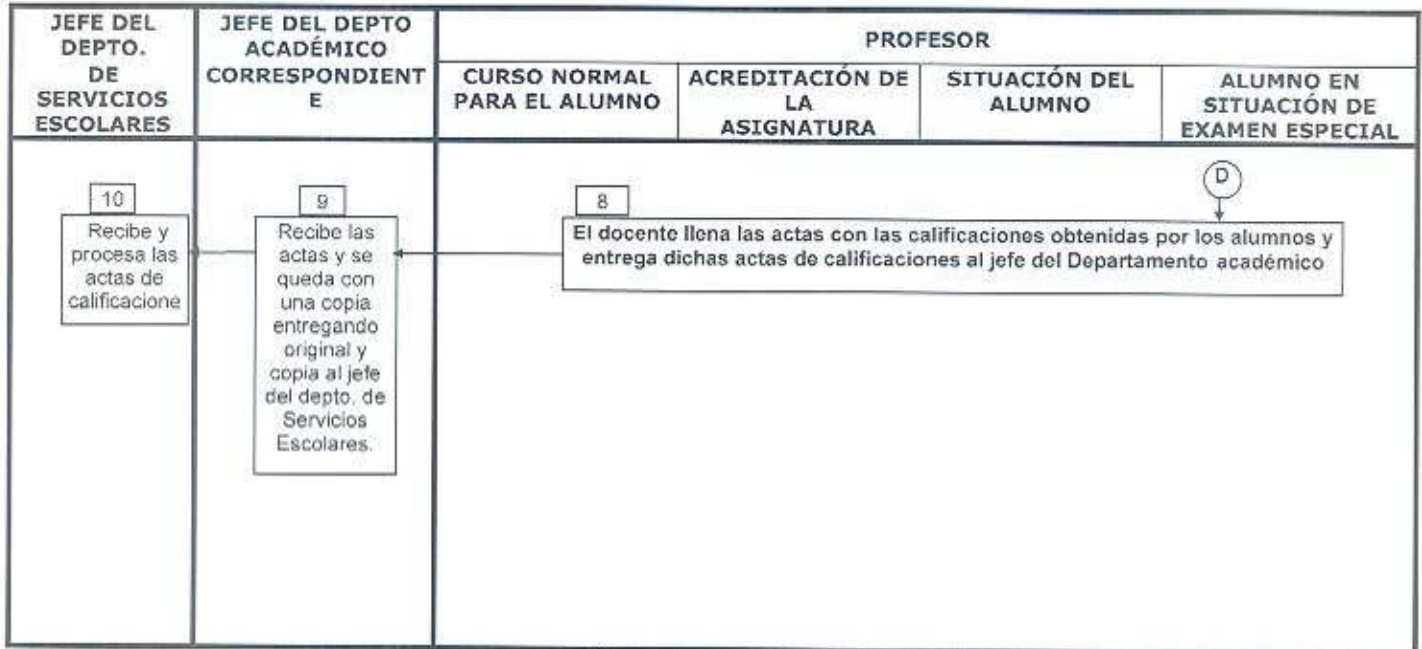 JEFE DEL
DEPTO.
DE
SERVICIOS
ESCOLARES
JEFE DEL DEPTO
ACADÉMICO
CORRESPONDIENT
E
PROFESOR
CURSO NORMAL
PARA EL ALUMNO
ACREDITACIÓN DE
LA
ASIGNATURA
SITUACIÓN DEL
ALUMNO
ALUMNO EN
SITUACIÓN DE
EXAMEN ESPECIAL
10
Recibe y
procesa las
actas de
calificacione
9
Recibe las
actas y se
queda con
una copia
entregando
original y
copia al jefe
del depto. de
Servicios
Escolares.
D
8
El docente llena las actas con las calificaciones obtenidas por los alumnos y
entrega dichas actas de calificaciones al jefe del Departamento académico